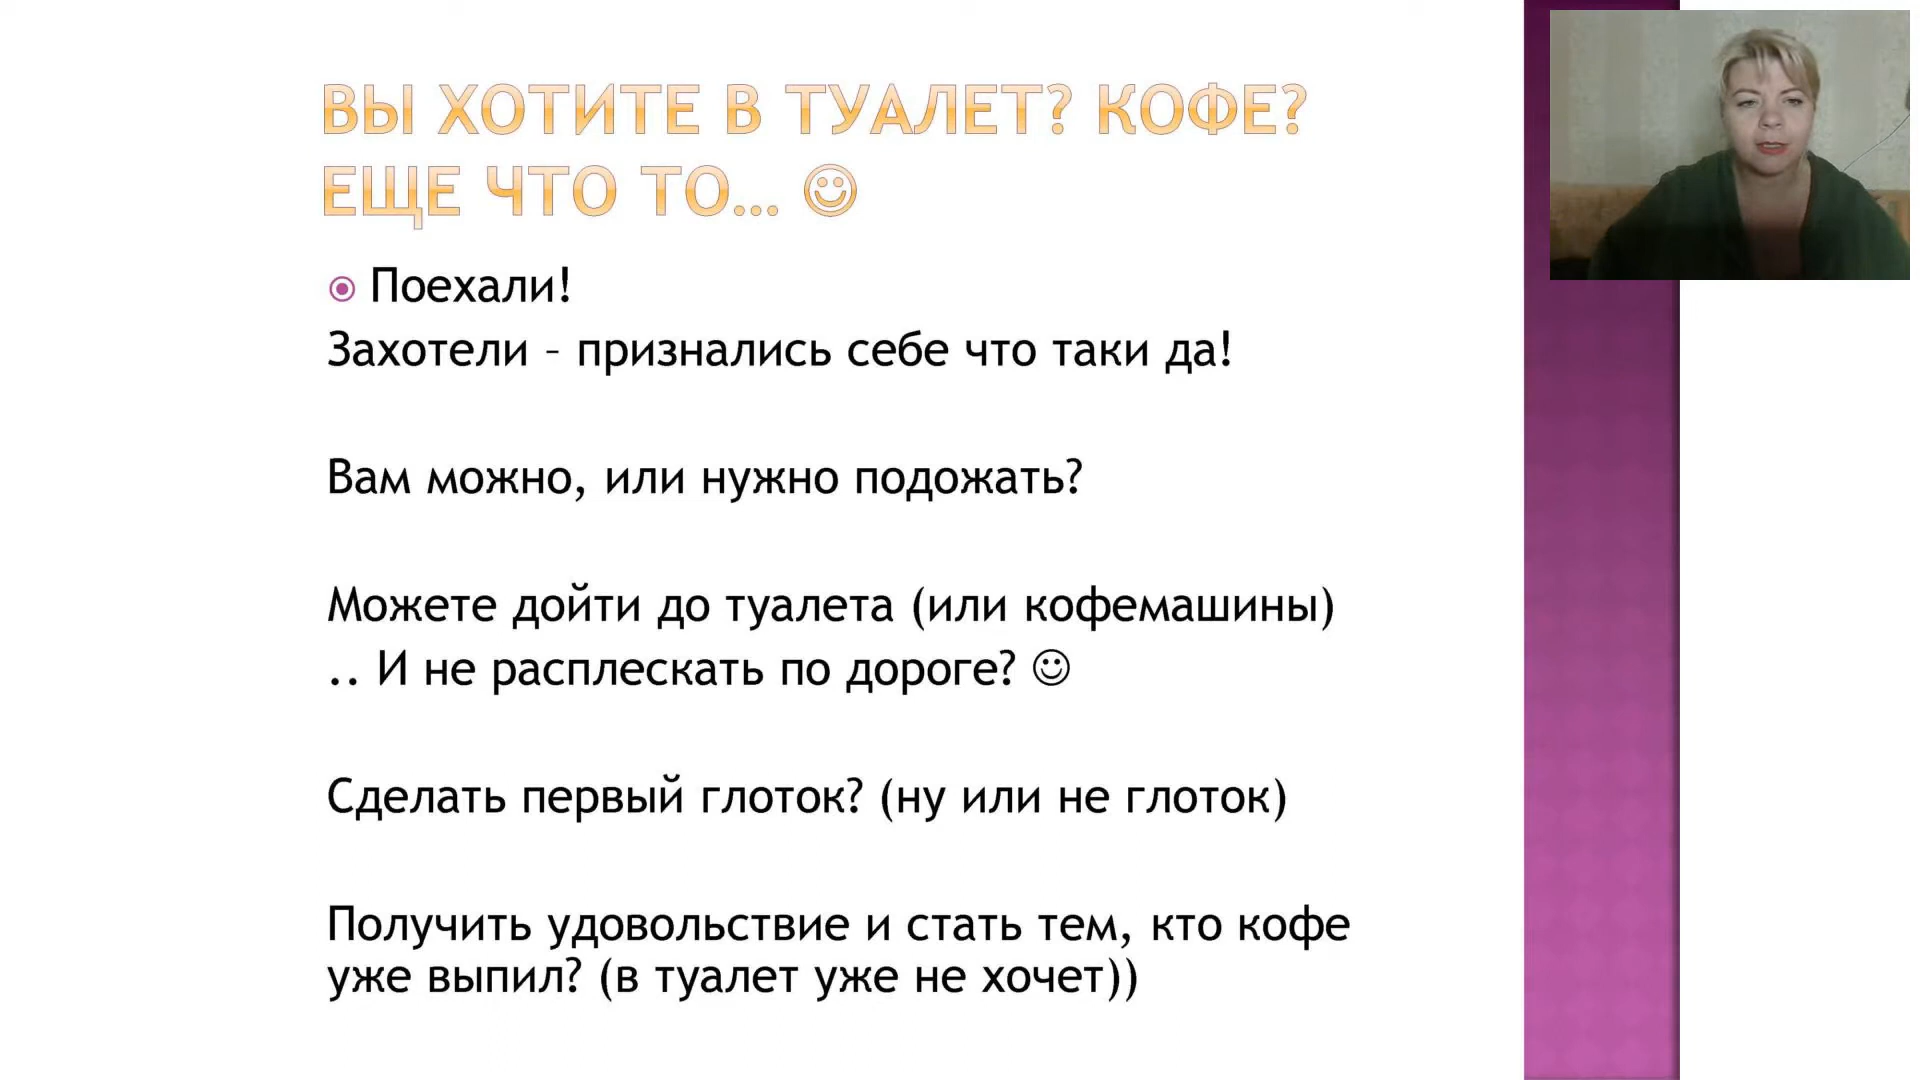 ВЫ ХОТИТЕ В ТУАЛЕТ? КОФЕ?
ЕЩЕ ЧТО ТО… ☺
Поехали!
Захотели – признались себе что таки да!
Вам можно, или нужно подожать?
Можете дойти до туалета (или кофемашины)
.. И не расплескать по дороге? ☺
Сделать первый глоток? (ну или не глоток)
Получить удовольствие и стать тем, кто кофе
уже выпил? (в туалет уже не хочет))